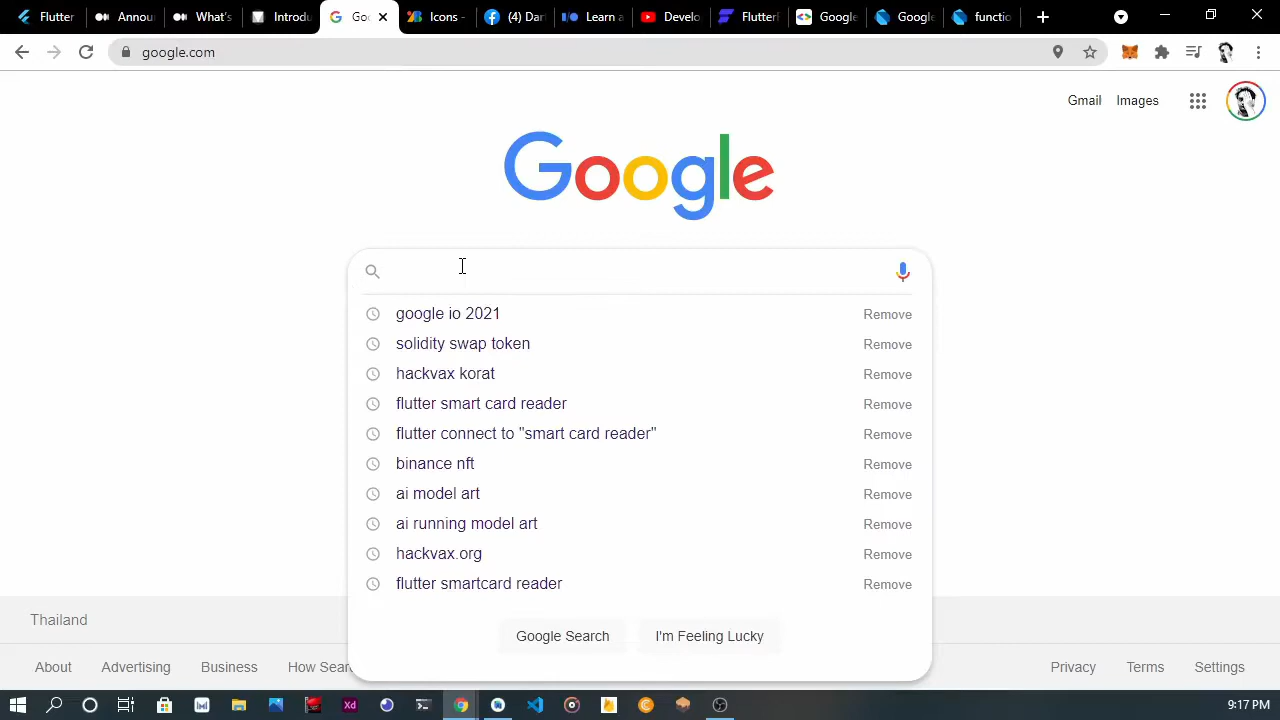 Flutter
Annou
What's
Introdu
Goo
Icons -
(4) Dar
Learn a
Develo
Flutterf
Google
Google
functio
google.com
Gmail
Images
Google
google io 2021
Remove
solidity swap token
Remove
hackvax korat
Remove
flutter smart card reader
Remove
flutter connect to "smart card reader"
Remove
binance nft
Remove
ai model art
Remove
ai running model art
Remove
hackvax.org
Remove
flutter smartcard reader
Remove
Google Search
I'm Feeling Lucky
Thailand
About
Advertising
Business
How Sear
Privacy
Terms
Settings
Xd
9:17 PM